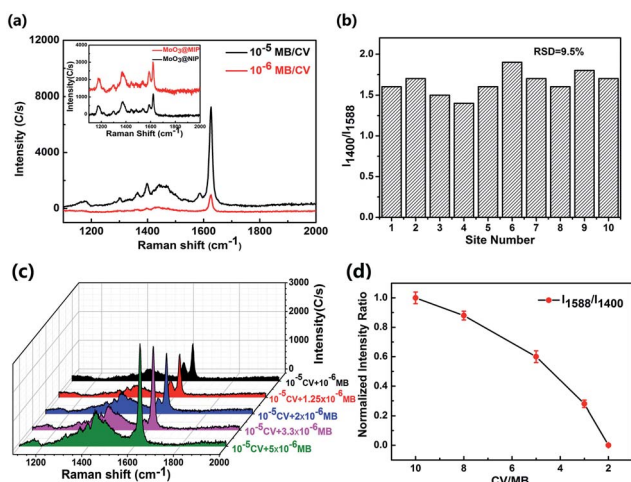 (a)
12000
8000
4000
0
Intensity (C/s)
1200 1400 1600 1800 2000
Raman shift (cm-1)
10-5 MB/CV
10-6 MB/CV
4000
3000
2000
1000
0
Intensity(C/s)
MoO3@MIP
MoO3@NIP
1200 1400 1600 1800 2000
Raman Shift (cm-1)
(b)
RSD=9.5%
2.0
1.5
1.0
0.5
0.0
I1400/I1588
1 2 3 4 5 6 7 8 9 10
Site Number
(c)
3000
2000
1000
0
Intensity(C/s)
10-5CV+10-6MB
10-5CV+1.25x10-6MB
10-5CV+2x10-6MB
10-5CV+3.3x10-6MB
10-5CV+5x10-6MB
1200 1400 1600 1800 2000
Raman shift (cm-1)
(d)
I1588/I1400
1.0
0.8
0.6
0.4
0.2
0.0
Normalized Intensity Ratio
10 8 6 4 2
CV/MB